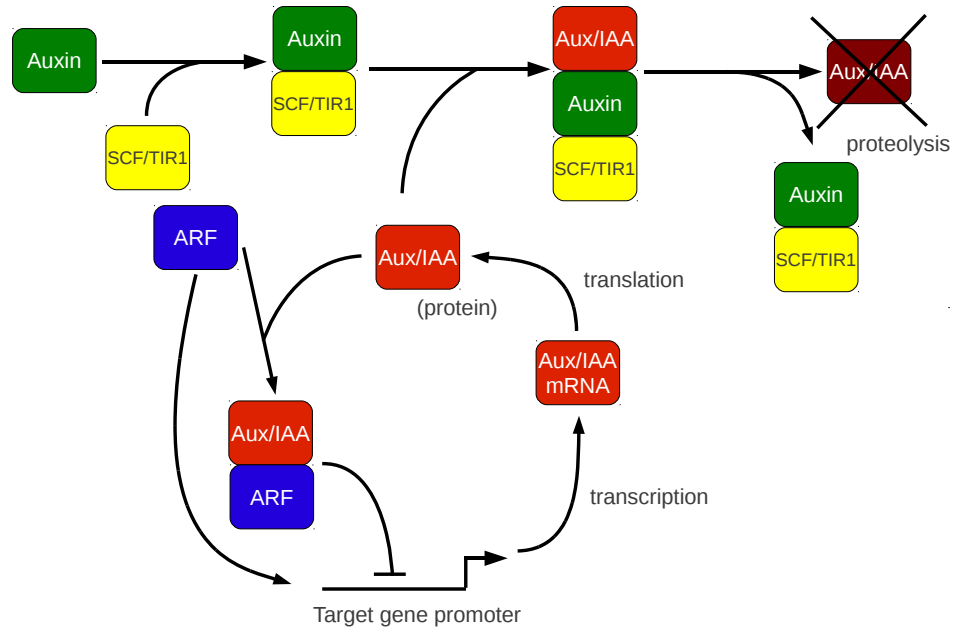 Auxin
SCF/TIR1
Auxin
SCF/TIR1
Aux/IAA
Auxin
SCF/TIR1
Aux/IAA
proteolysis
Auxin
SCF/TIR1
ARF
Aux/IAA
(protein)
translation
Aux/IAA
mRNA
Aux/IAA
ARF
transcription
Target gene promoter